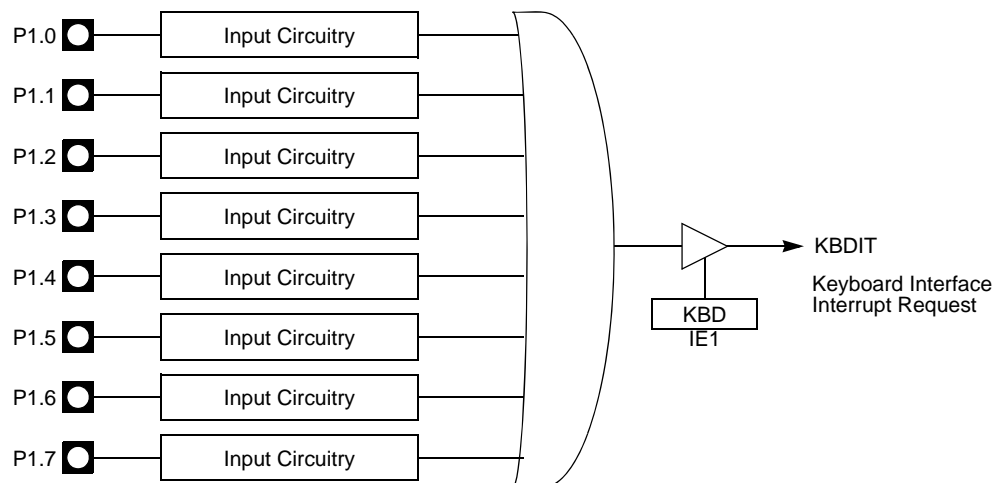 P1.0 Input Circuitry
P1.1 Input Circuitry
P1.2 Input Circuitry
P1.3 Input Circuitry
P1.4 Input Circuitry
P1.5 Input Circuitry
P1.6 Input Circuitry
P1.7 Input Circuitry
KBDIT
Keyboard Interface
Interrupt Request
KBD
IE1